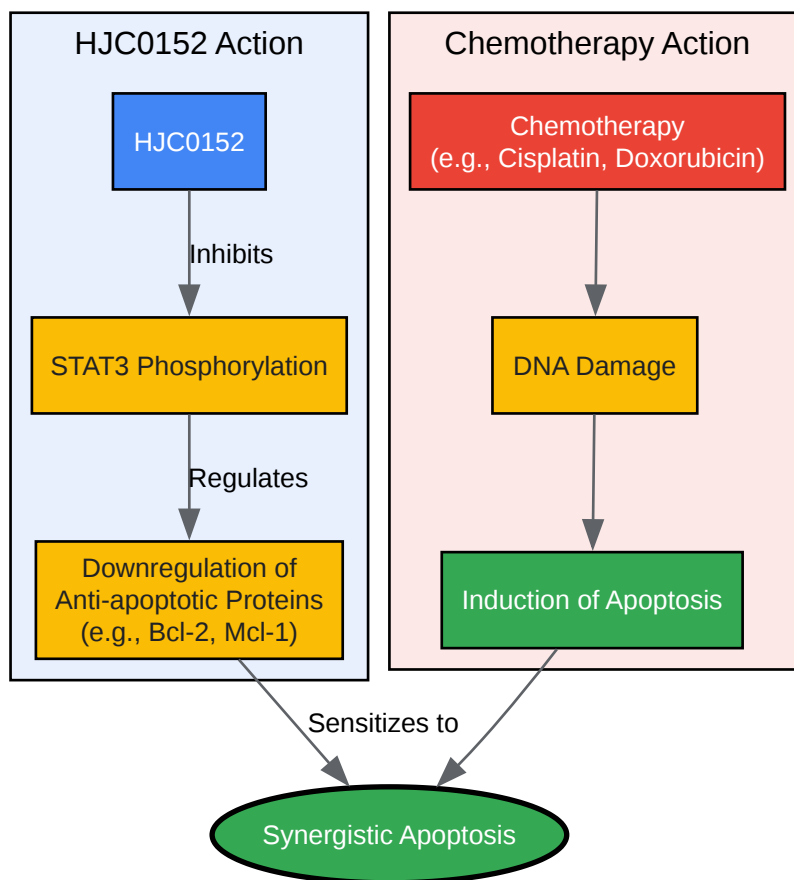 HJC0152 Action
HJC0152
Inhibits
STAT3 Phosphorylation
Regulates
Downregulation of
Anti-apoptotic Proteins
(e.g., Bcl-2, Mcl-1)
Chemotherapy Action
Chemotherapy
(e.g., Cisplatin, Doxorubicin)
DNA Damage
Induction of Apoptosis
Sensitizes to
Synergistic Apoptosis